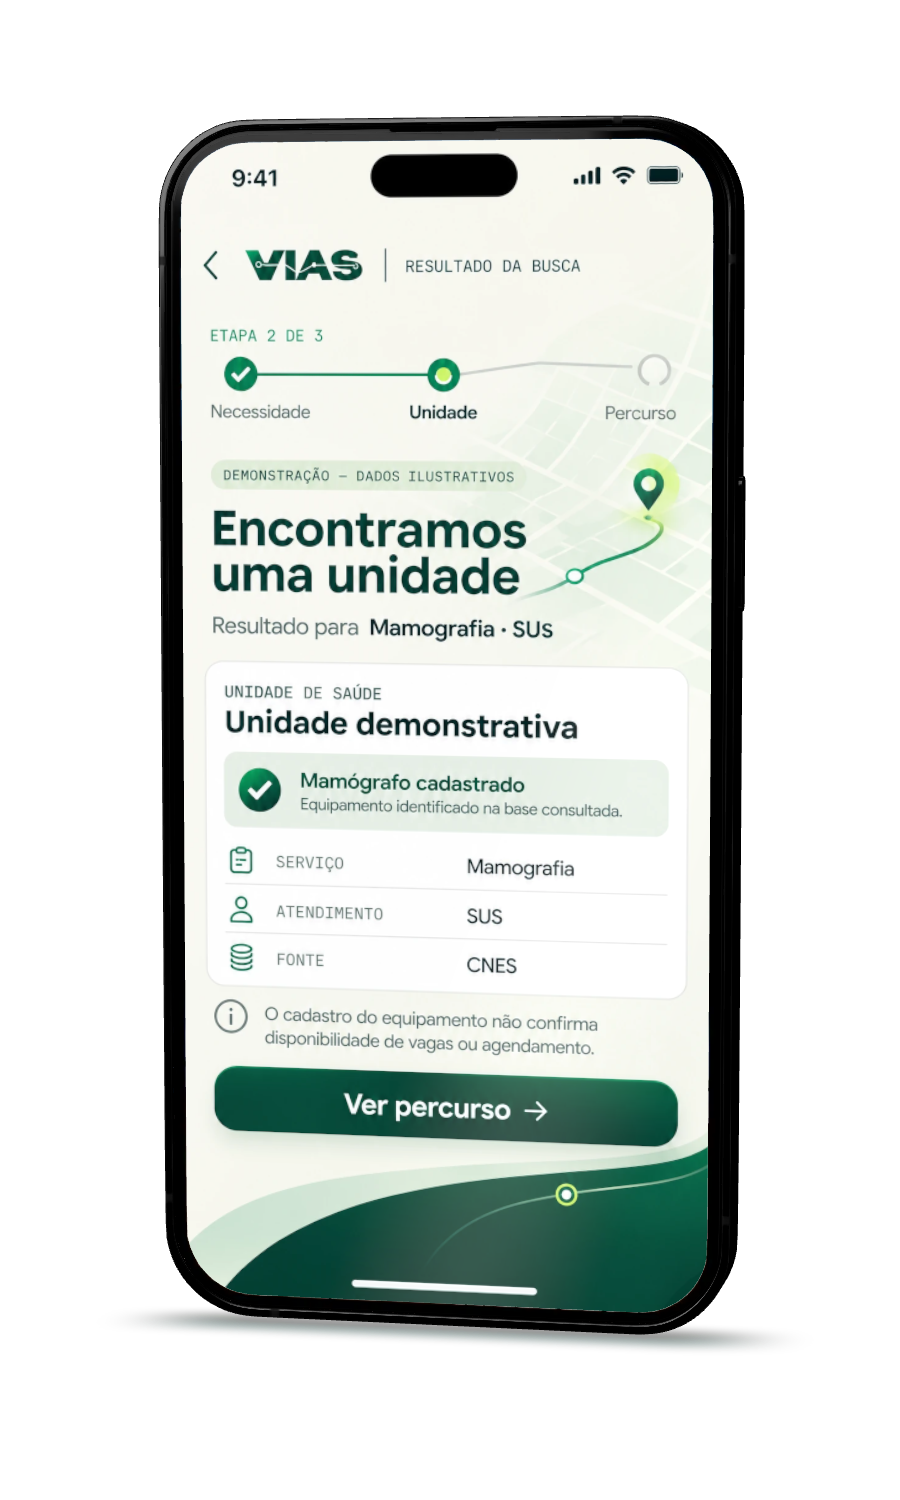 9:41
VIAS
RESULTADO DA BUSCA
ETAPA 2 DE 3
Necessidade
Unidade
Percurso
DEMONSTRAÇÃO — DADOS ILUSTRATIVOS
Encontramos
uma unidade
Resultado para Mamografia · SUS
UNIDADE DE SAÚDE
Unidade demonstrativa
Mamógrafo cadastrado
Equipamento identificado na base consultada.
SERVIÇO Mamografia
ATENDIMENTO SUS
FONTE CNES
O cadastro do equipamento não confirma
disponibilidade de vagas ou agendamento.
Ver percurso →